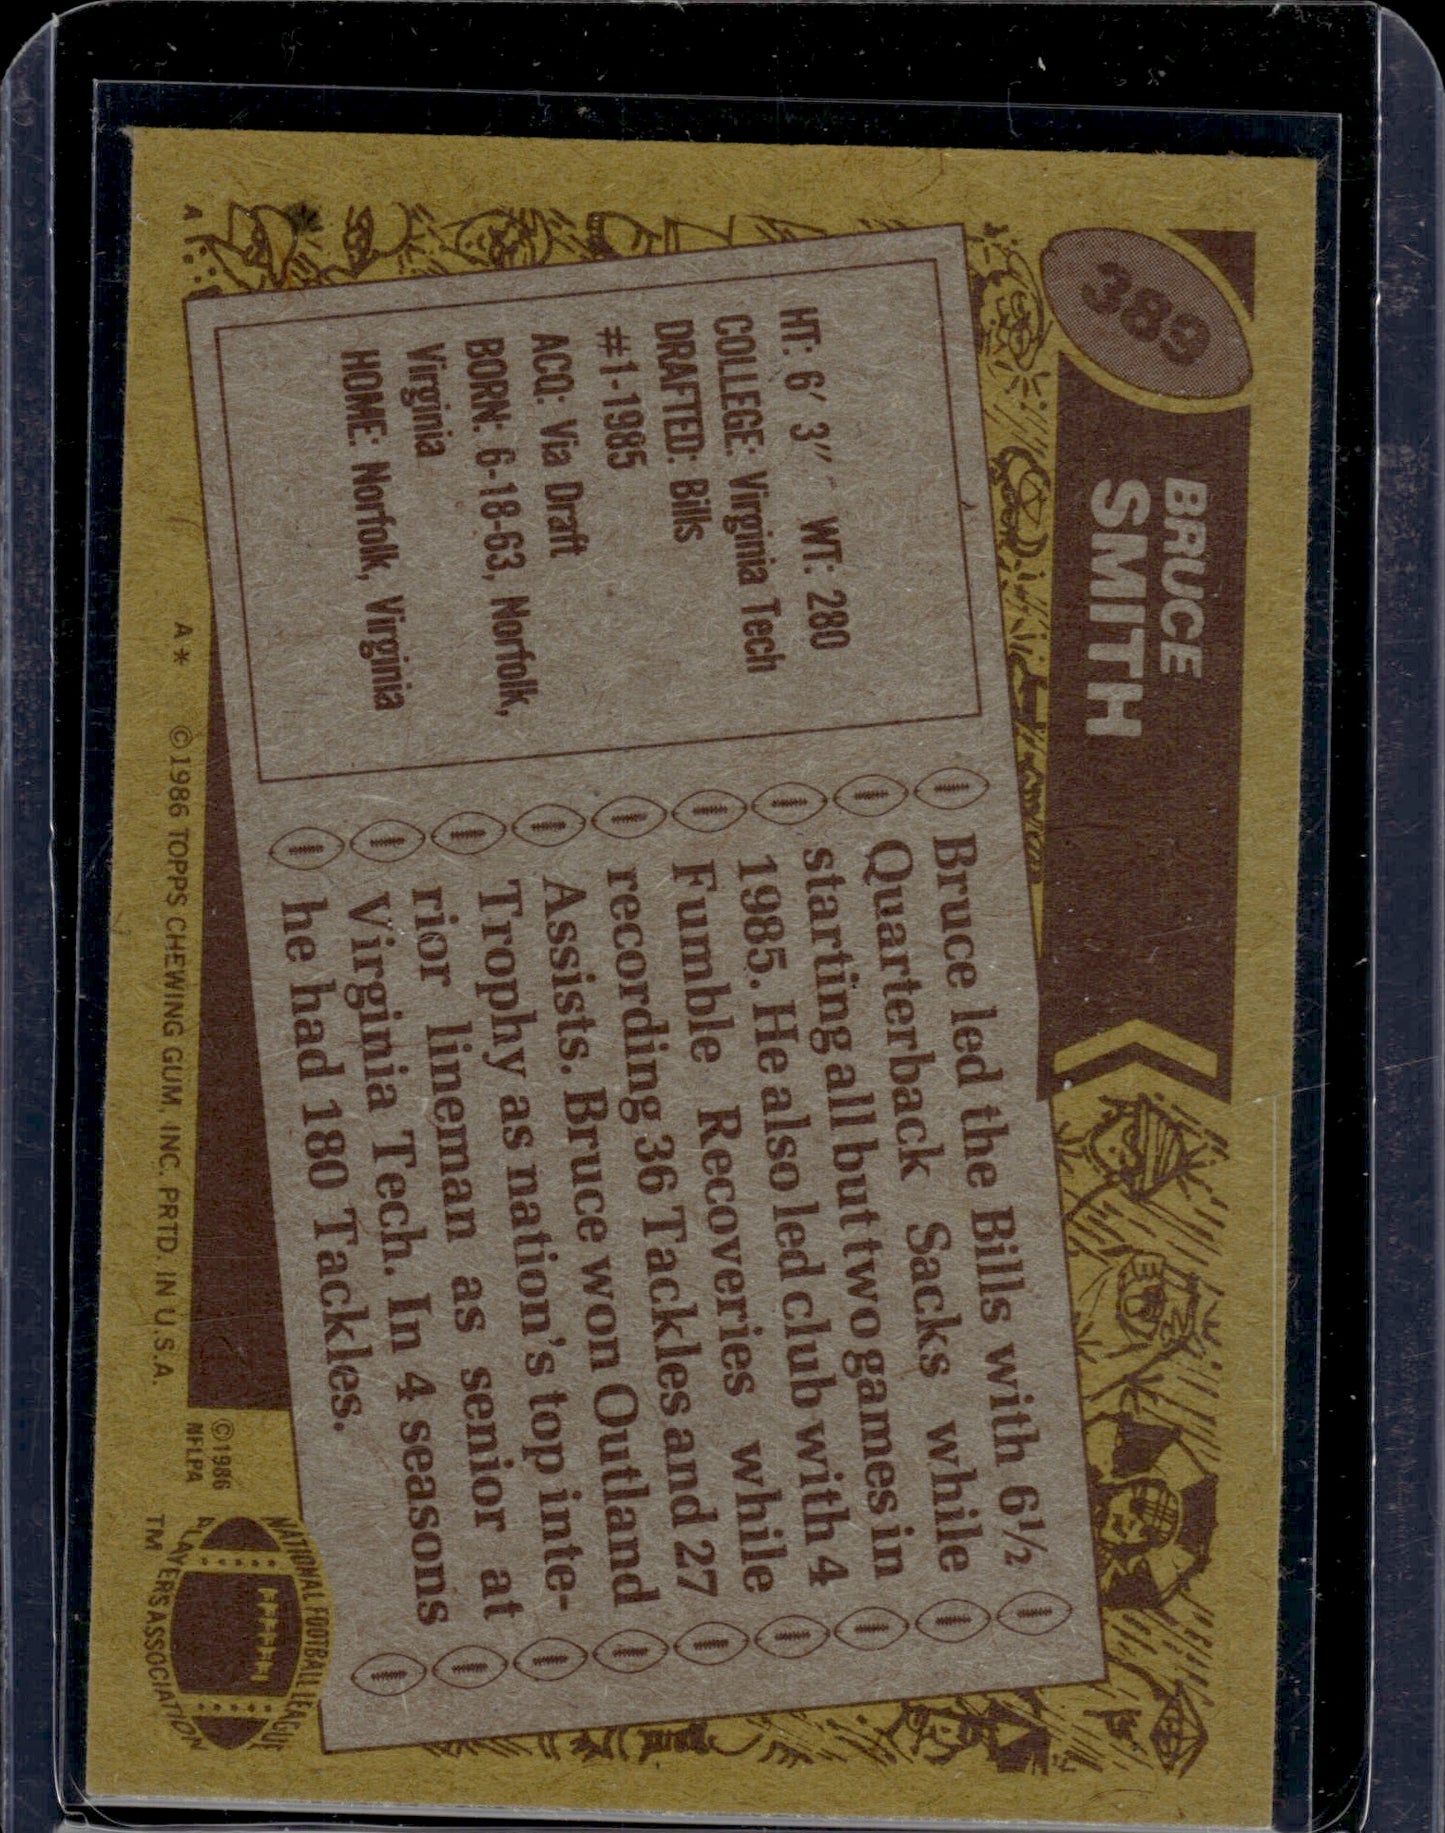 389
BRUCE
SMITH
HT: 6' 3" WT: 280
COLLEGE: Virginia Tech
DRAFTED: Bills
#1-1985
ACQ: Via Draft
BORN: 6-18-63, Norfolk,
Virginia
HOME: Norfolk, Virginia
Bruce led the Bills with 6½
Quarterback Sacks while
starting all but two games in
1985. He also led club with 4
Fumble Recoveries while
recording 36 Tackles and 27
Assists. Bruce won Outland
Trophy as nation's top inte-
rior lineman as senior at
Virginia Tech. In 4 seasons
he had 180 Tackles.
A* ©1986 TOPPS CHEWING GUM, INC. PRTD. IN U.S.A.
©1986
NFLPA
NATIONAL FOOTBALL LEAGUE
PLAYERS ASSOCIATION
TM
A